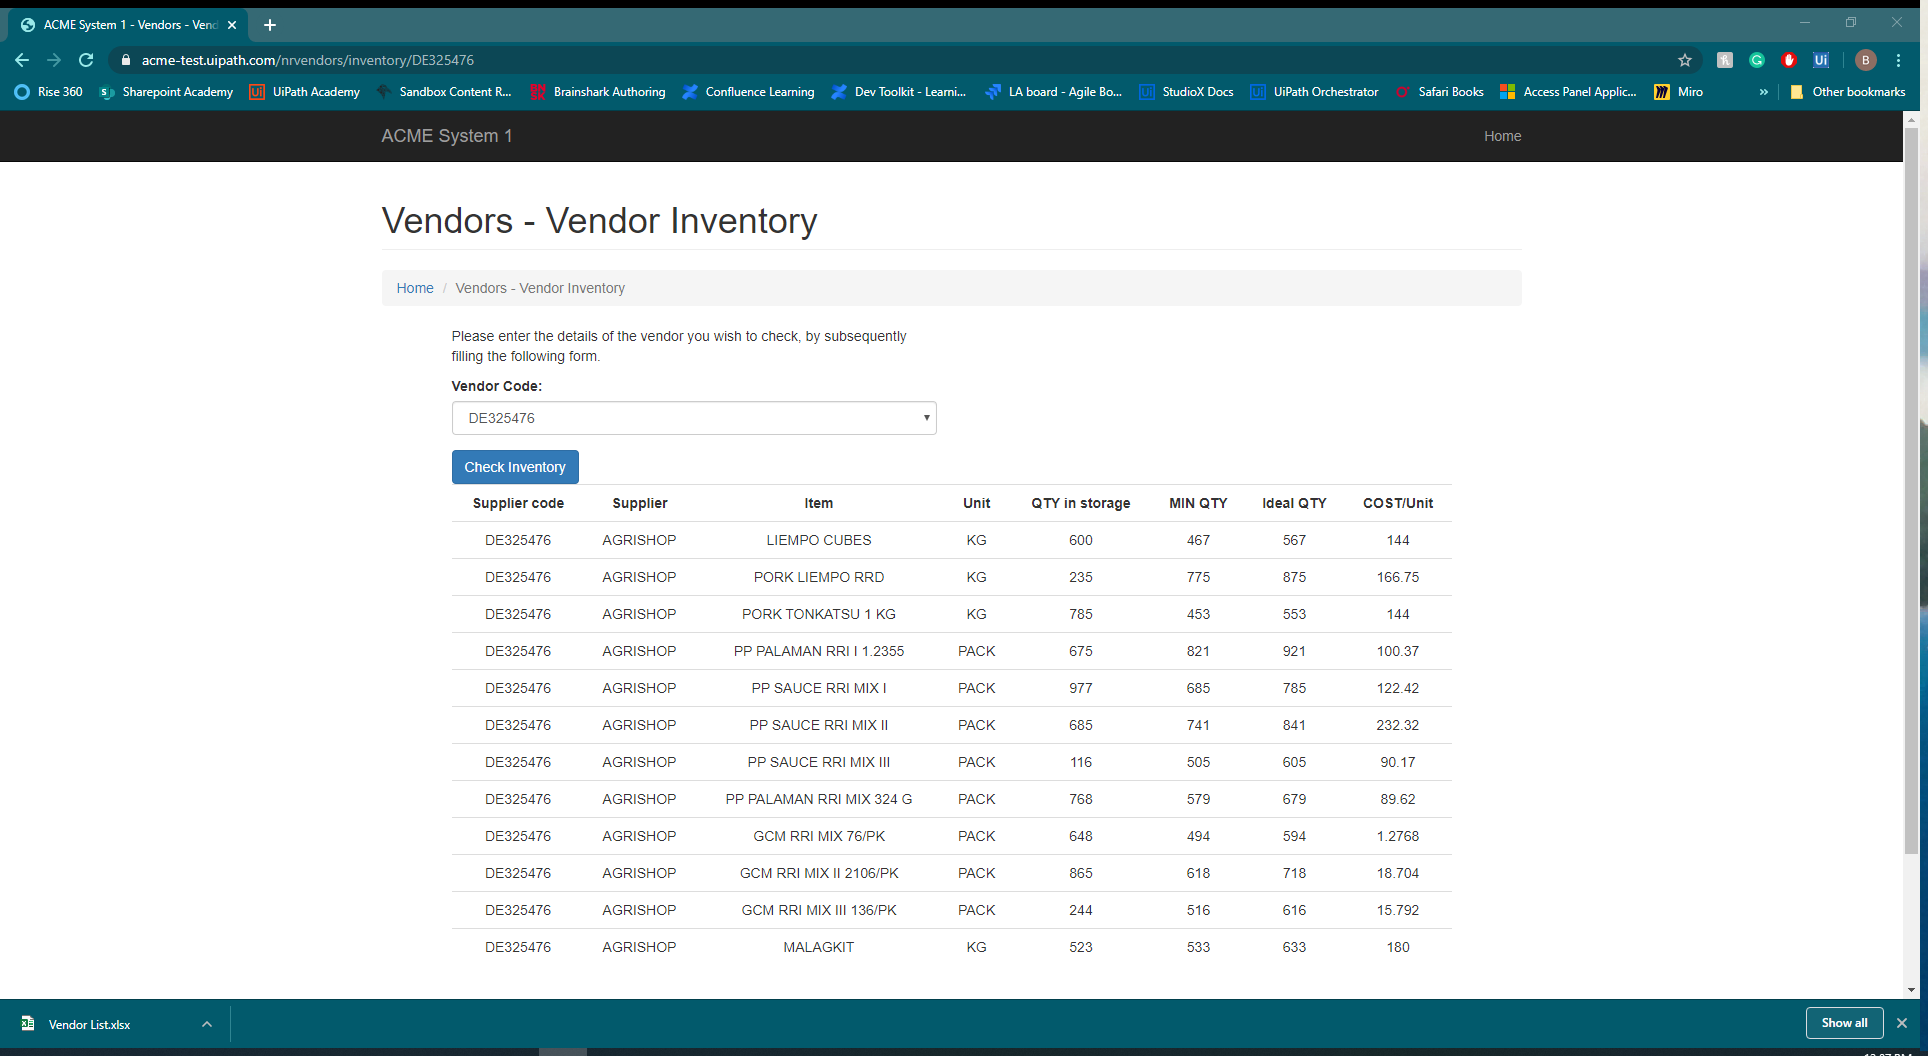 ACME System 1 - Vendors - Vend
acme-test.uipath.com/nrvendors/inventory/DE325476
B
Rise 360 Sharepoint Academy UiPath Academy Sandbox Content R... Brainshark Authoring Confluence Learning Dev Toolkit - Learni... LA board - Agile Bo... StudioX Docs UiPath Orchestrator Safari Books Access Panel Applic... Miro » Other bookmarks
ACME System 1 Home
Vendors - Vendor Inventory
Home / Vendors - Vendor Inventory
Please enter the details of the vendor you wish to check, by subsequently
filling the following form.
Vendor Code:
DE325476
Check Inventory
Supplier code Supplier Item Unit QTY in storage MIN QTY Ideal QTY COST/Unit
DE325476 AGRISHOP LIEMPO CUBES KG 600 467 567 144
DE325476 AGRISHOP PORK LIEMPO RRD KG 235 775 875 166.75
DE325476 AGRISHOP PORK TONKATSU 1 KG KG 785 453 553 144
DE325476 AGRISHOP PP PALAMAN RRI I 1.2355 PACK 675 821 921 100.37
DE325476 AGRISHOP PP SAUCE RRI MIX I PACK 977 685 785 122.42
DE325476 AGRISHOP PP SAUCE RRI MIX II PACK 685 741 841 232.32
DE325476 AGRISHOP PP SAUCE RRI MIX III PACK 116 505 605 90.17
DE325476 AGRISHOP PP PALAMAN RRI MIX 324 G PACK 768 579 679 89.62
DE325476 AGRISHOP GCM RRI MIX 76/PK PACK 648 494 594 1.2768
DE325476 AGRISHOP GCM RRI MIX II 2106/PK PACK 865 618 718 18.704
DE325476 AGRISHOP GCM RRI MIX III 136/PK PACK 244 516 616 15.792
DE325476 AGRISHOP MALAGKIT KG 523 533 633 180
Vendor List.xlsx Show all